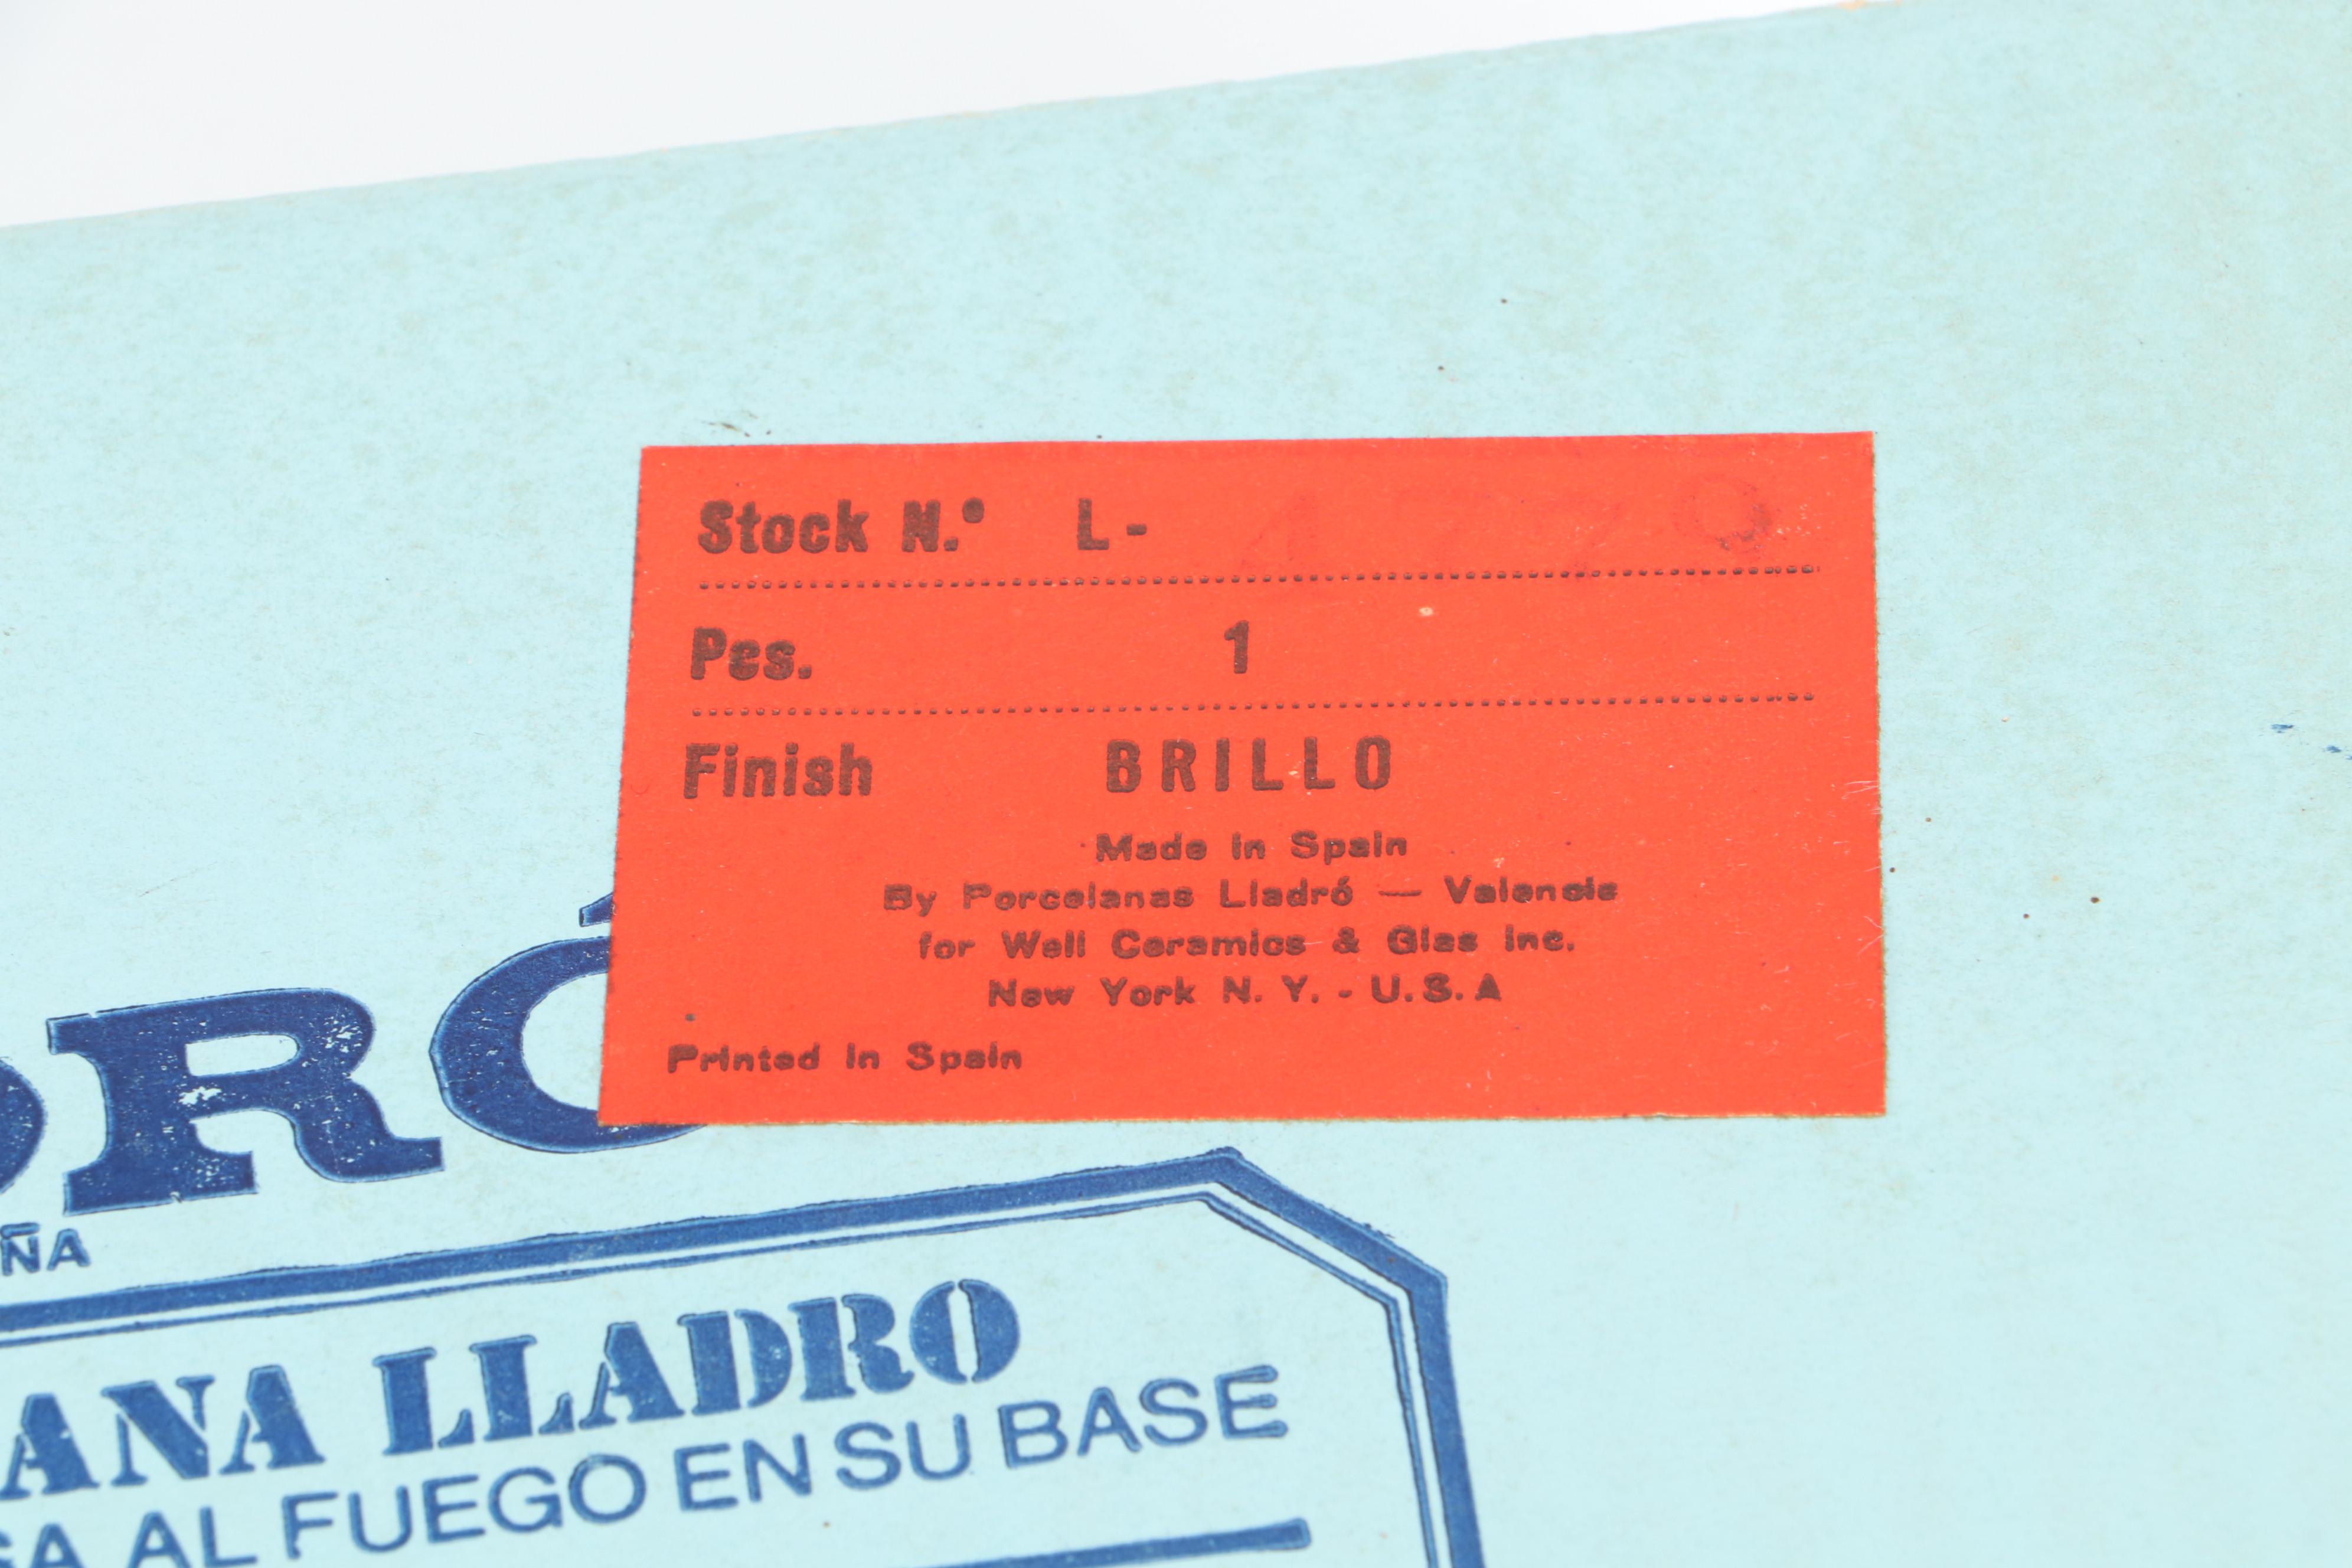 Stock N.º L-
Pcs. 1
Finish BRILLO
Made in Spain
By Porcelanas Lladró — Valencia
for Weil Ceramics & Glas Inc.
New York N. Y. - U.S.A
Printed in Spain
DRÓ
ÑA
ANA LLADRO
SA AL FUEGO EN SU BASE